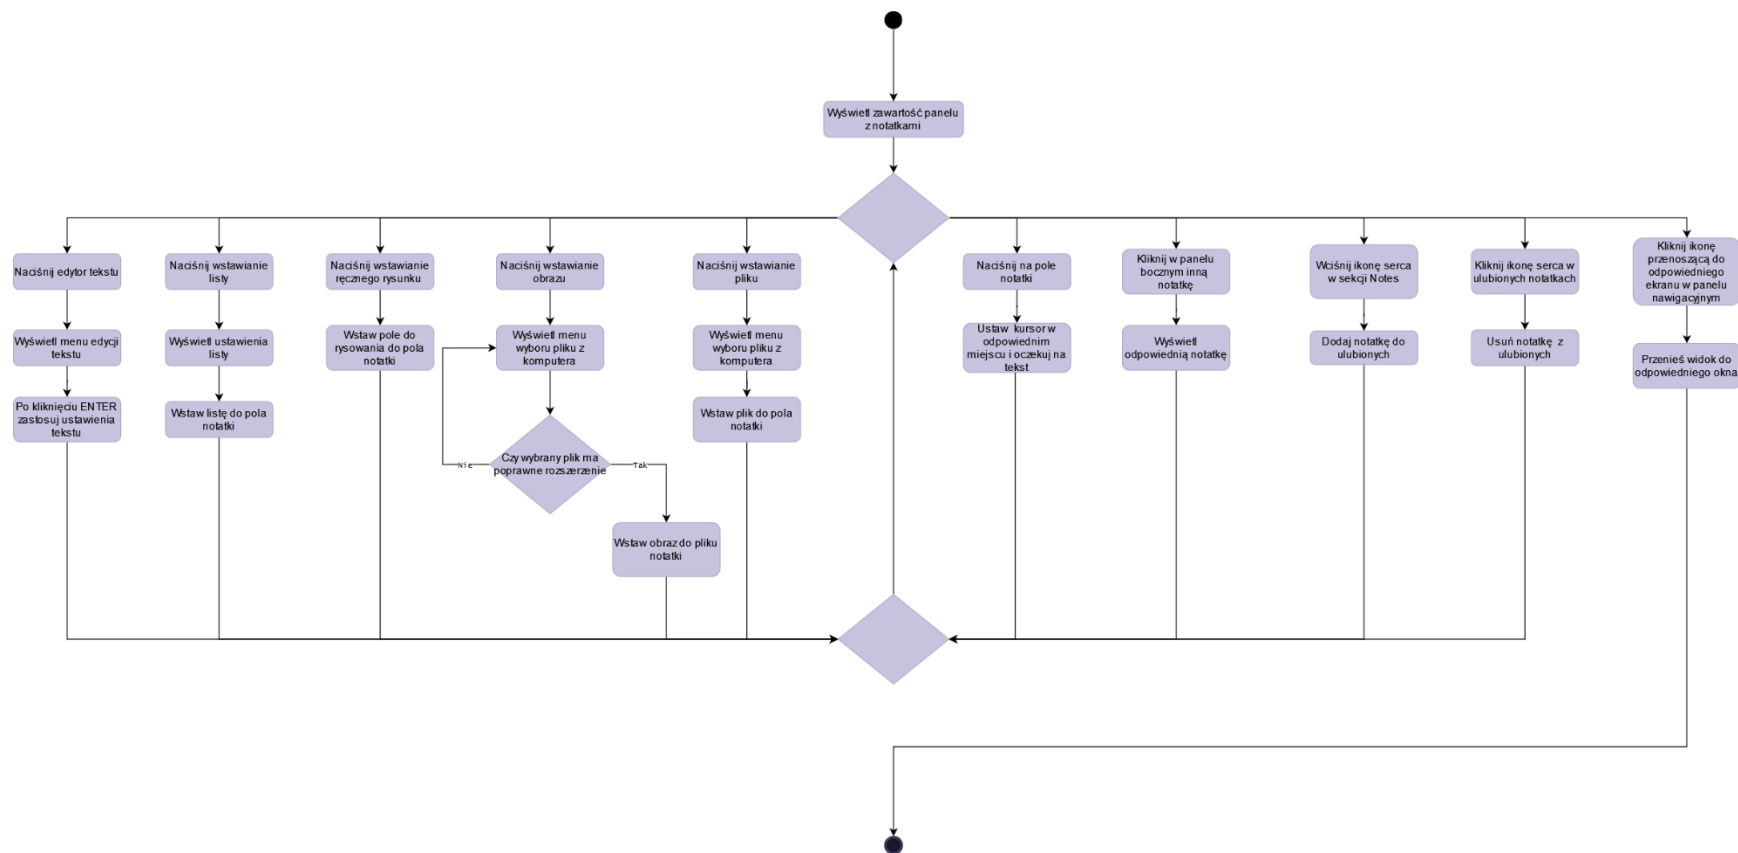 Wyświetl zawartość panelu
z notatkami
Naciśnij edytor tekstu
Naciśnij wstawianie
listy
Naciśnij wstawianie
ręcznego rysunku
Naciśnij wstawianie
obrazu
Naciśnij wstawianie
pliku
Naciśnij na pole
notatki
Kliknij w panelu
bocznym inną
notatkę
Wciśnij ikonę serca
w sekcji Notes
Kliknij ikonę serca w
ulubionych notatkach
Kliknij ikonę
przenoszącą do
odpowiedniego
ekranu w panelu
nawigacyjnym
Wyświetl menu edycji
tekstu
Wyświetl ustawienia
listy
Wstaw pole do
rysowania do pola
notatki
Wyświetl menu
wyboru pliku z
komputera
Wyświetl menu
wyboru pliku z
komputera
Ustaw kursor w
odpowiednim
miejscu i oczekuj na
tekst
Wyświetl
odpowiednią notatkę
Dodaj notatkę do
ulubionych
Usuń notatkę z
ulubionych
Przenieś widok do
odpowiedniego okna
Po kliknięciu ENTER
zastosuj ustawienia
tekstu
Wstaw listę do pola
notatki
Wstaw plik do pola
notatki
Nie
Czy wybrany plik ma
poprawne rozszerzenie
Tak
Wstaw obraz do pliku
notatki